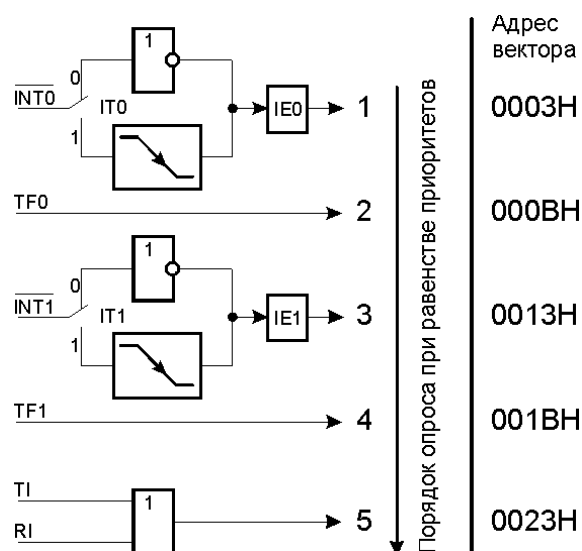 Адрес
вектора
1
0
INT0
IT0
1
IE0
1
0003H
TF0
2
000BH
1
0
INT1
IT1
1
IE1
3
0013H
TF1
4
001BH
TI
1
RI
5
0023H
Порядок опроса при равенстве приоритетов